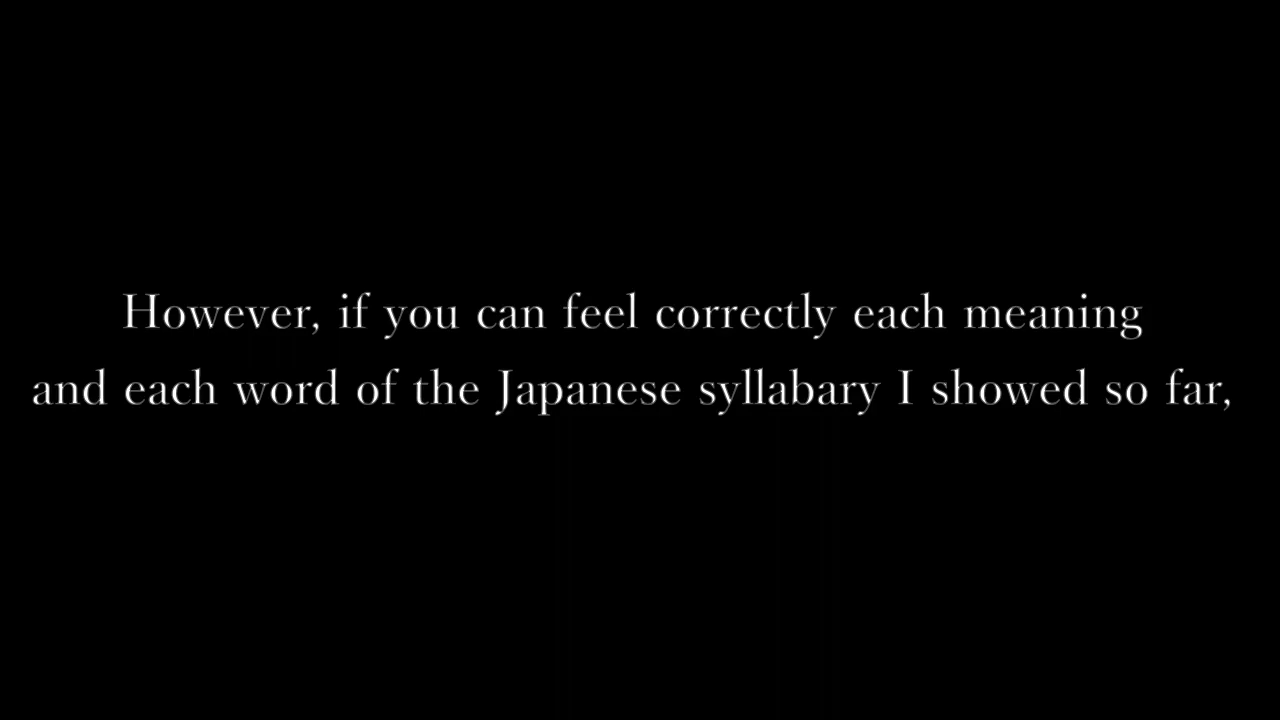 However, if you can feel correctly each meaning
and each word of the Japanese syllabary I showed so far,